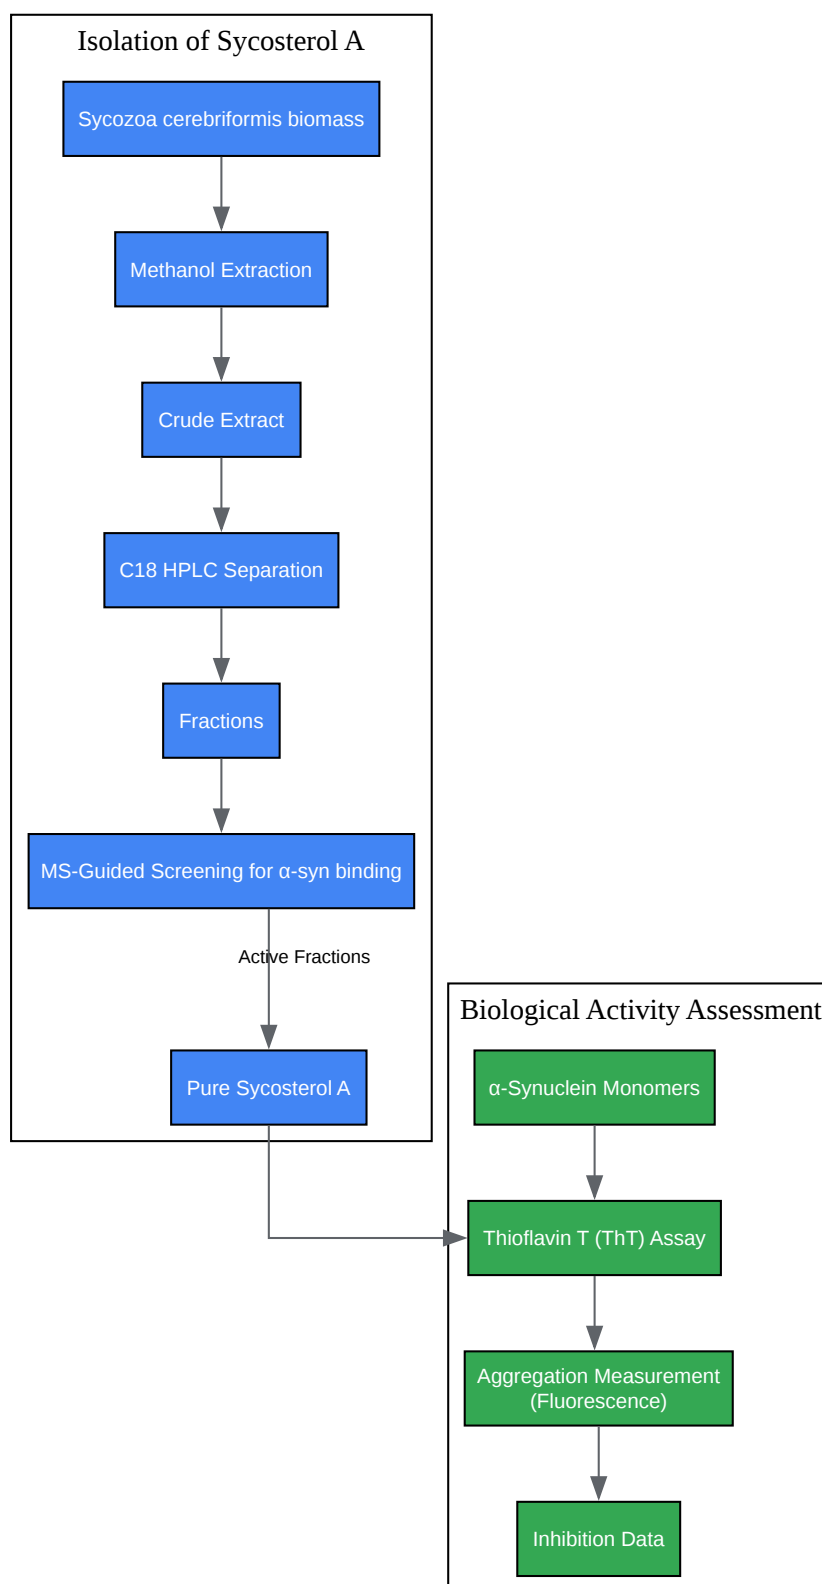 Isolation of Sycosterol A
Sycozoa cerebriformis biomass
Methanol Extraction
Crude Extract
C18 HPLC Separation
Fractions
MS-Guided Screening for α-syn binding
Active Fractions
Pure Sycosterol A
Biological Activity Assessment
α-Synuclein Monomers
Thioflavin T (ThT) Assay
Aggregation Measurement
(Fluorescence)
Inhibition Data